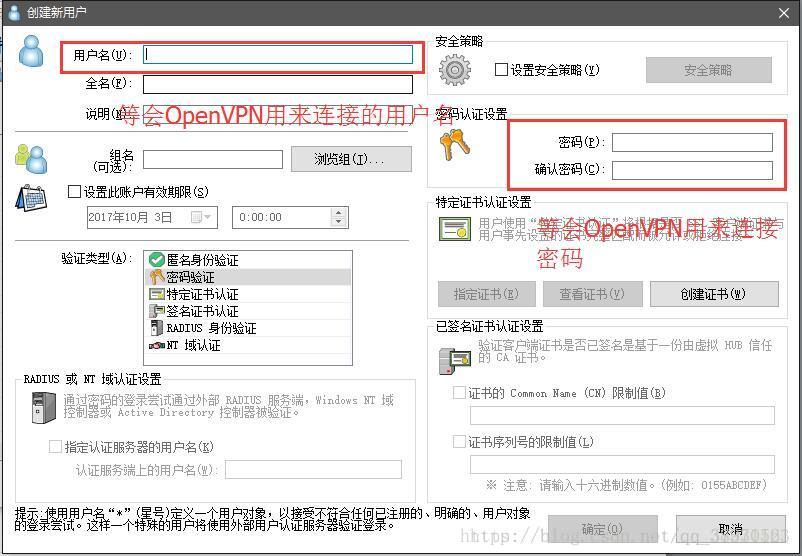 创建新用户
用户名(U):
全名(F):
说明(N
等会OpenVPN用来连接的用户名
组名
(可选):
浏览组(I)...
设置此账户有效期限(S)
2017年10月 3日
0:00:00
验证类型(A):
匿名身份验证
密码验证
特定证书认证
签名证书认证
RADIUS 身份验证
NT 域认证
RADIUS 或 NT 域认证设置
通过密码的登录尝试通过外部 RADIUS 服务端，Windows NT 域
控制器或 Active Directory 控制器被验证。
指定认证服务器的用户名(K)
认证服务端上的用户名(W):
提示:使用用户名“*”(星号)定义一个用户对象，以接受不符合任何已注册的、明确的、用户对象
的登录尝试。这样一个特殊的用户将使用外部用户认证服务器验证登录。
安全策略
设置安全策略(Y)
安全策略
密码认证设置
密码(P):
确认密码(C):
特定证书认证设置
用户使用“
等会OpenVPN用来连接
密码
指定证书(E)
查看证书(V)
创建证书(W)
已签名证书认证设置
验证客户端证书是否已签名是基于一份由虚拟 HUB 信任
的 CA 证书。
证书的 Common Name (CN) 限制值(B)
证书序列号的限制值(L)
※ 注意: 请输入十六进制数值。(例如: 0155ABCDEF)
确定(O)
取消